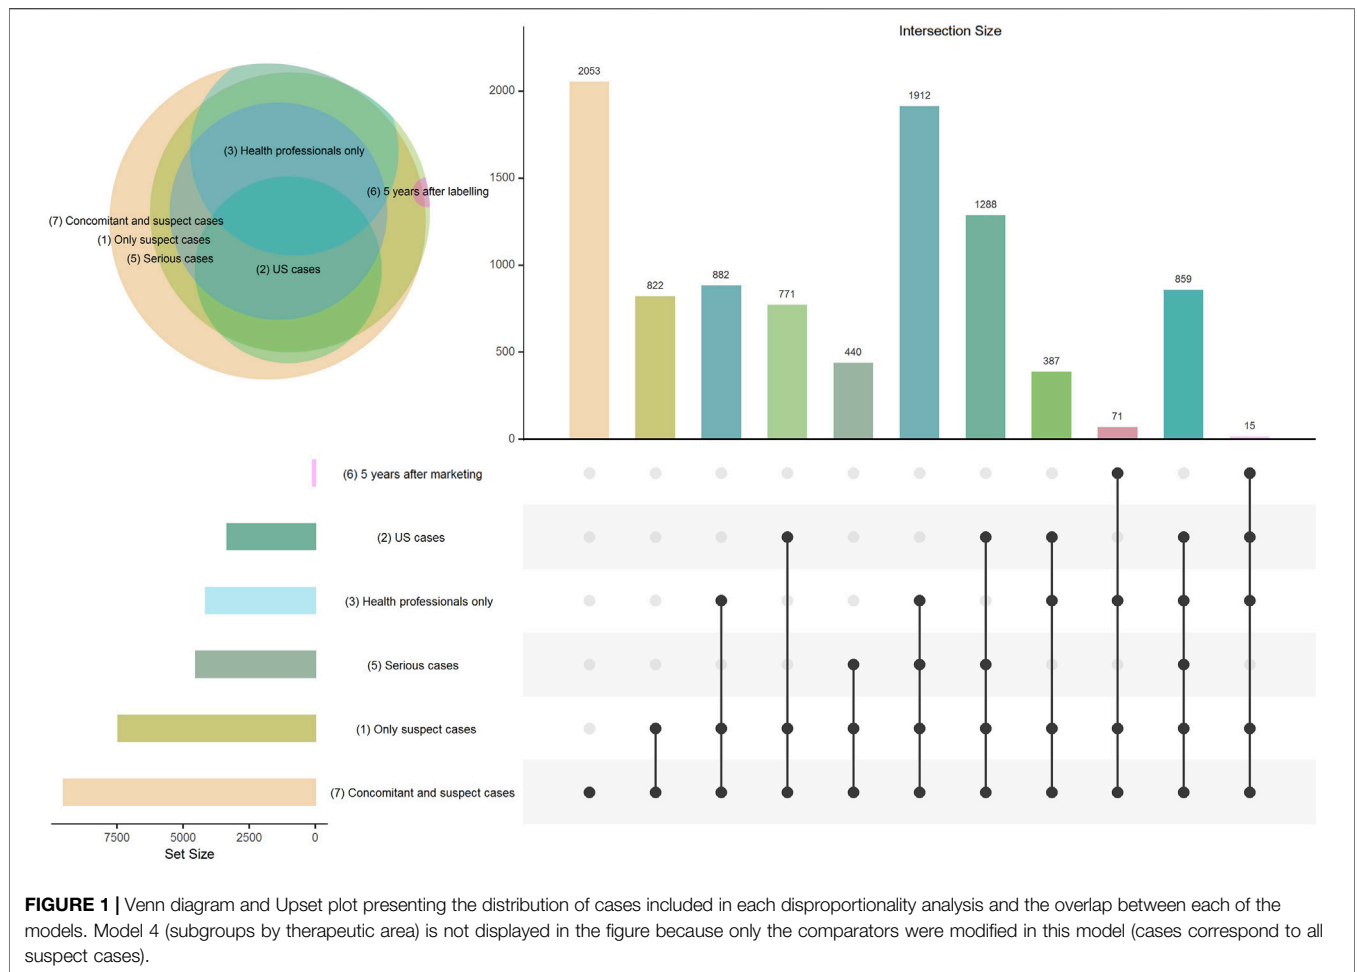 Intersection Size
2053
1912
1288
882
859
822
771
440
387
71
15
2000
1500
1000
500
0
(3) Health professionals only
(6) 5 years after labelling
(7) Concomitant and suspect cases
(1) Only suspect cases
(5) Serious cases
(2) US cases
(6) 5 years after marketing
(2) US cases
(3) Health professionals only
(5) Serious cases
(1) Only suspect cases
(7) Concomitant and suspect cases
7500 5000 2500 0
Set Size
FIGURE 1 | Venn diagram and Upset plot presenting the distribution of cases included in each disproportionality analysis and the overlap between each of the
models. Model 4 (subgroups by therapeutic area) is not displayed in the figure because only the comparators were modified in this model (cases correspond to all
suspect cases).